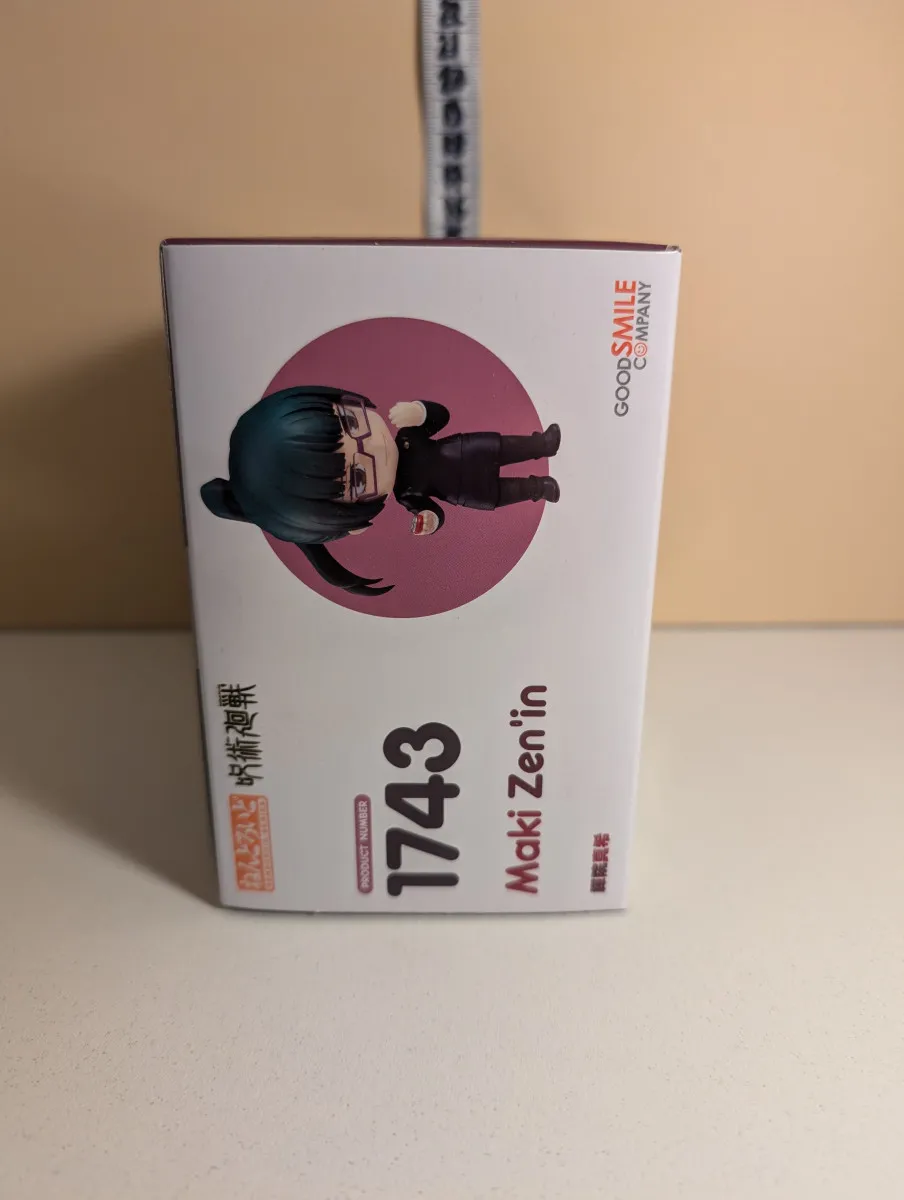 GOOD SMILE
COMPANY
呪術廻戦
ねんどろいど
PRODUCT NUMBER
1743
Maki Zen'in
禪院真希